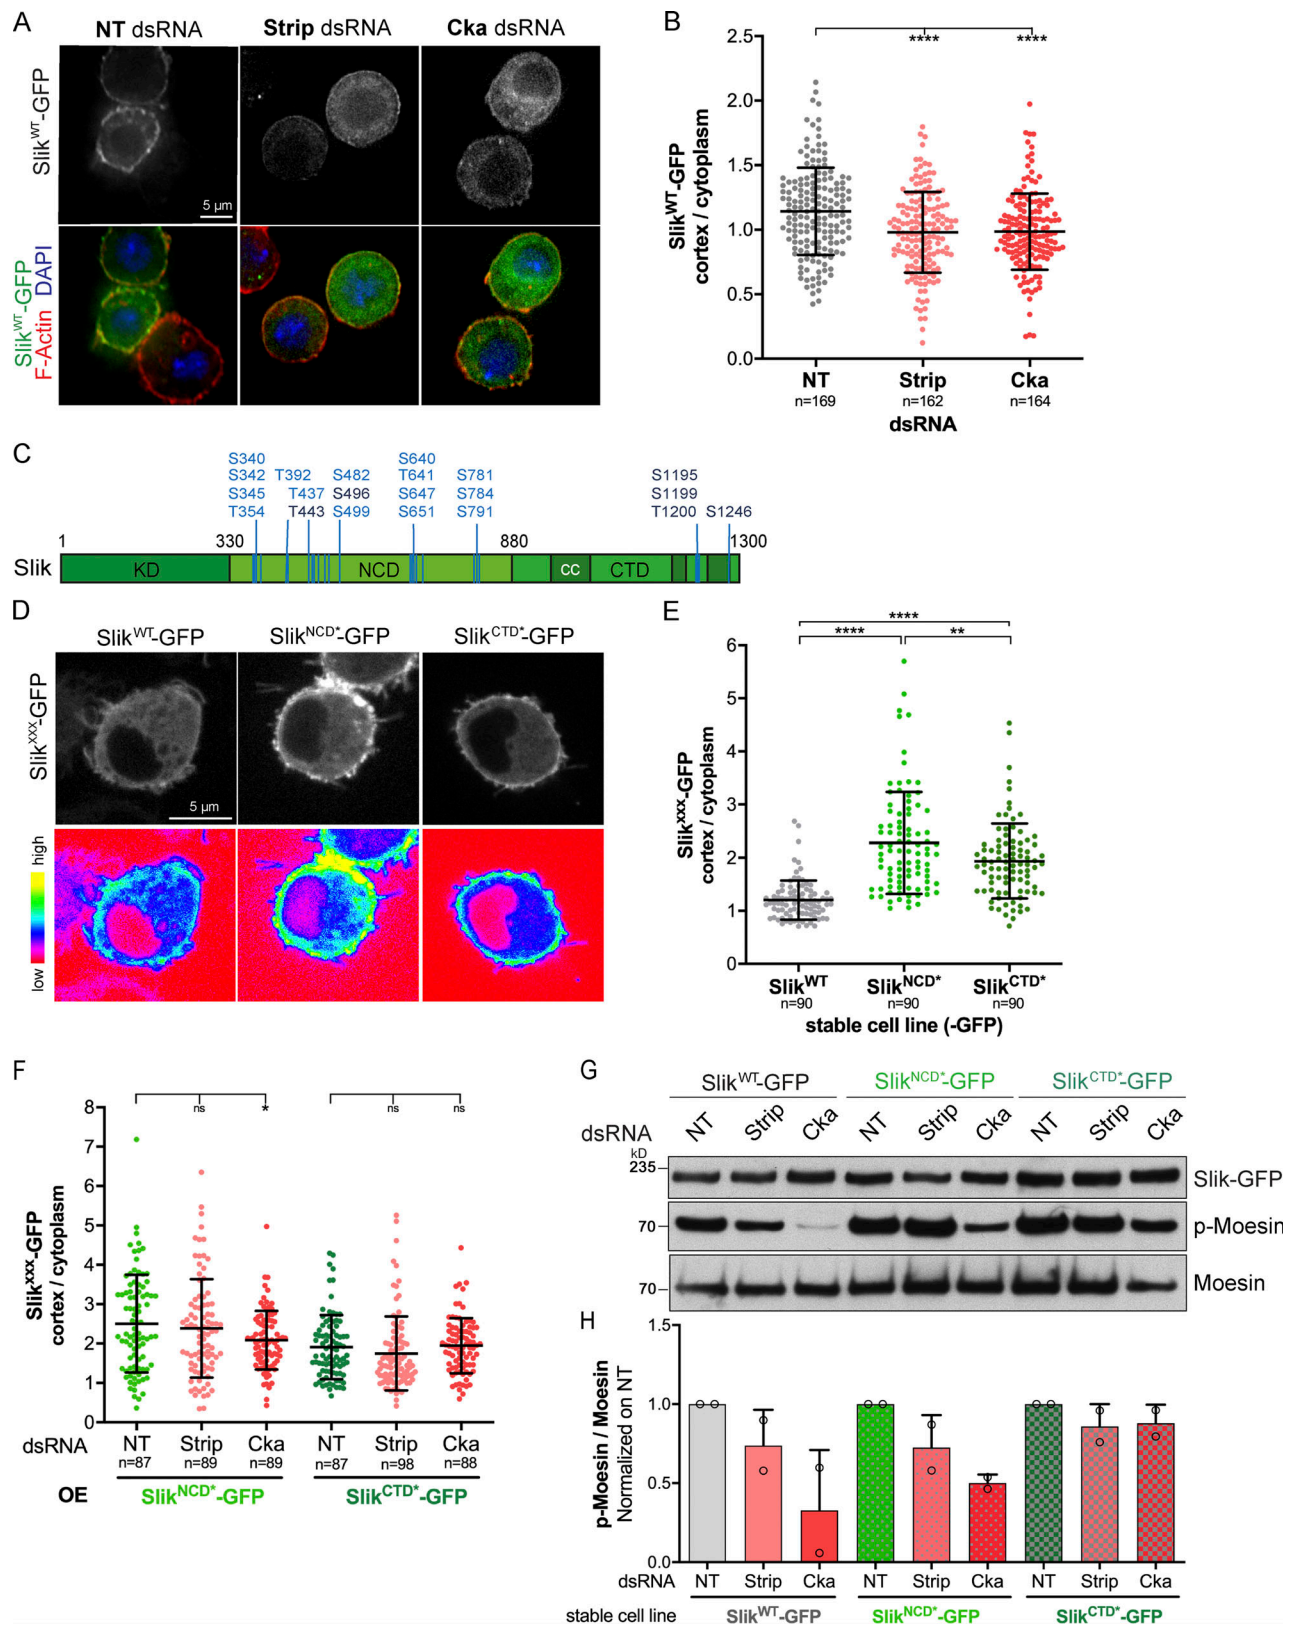 A
NT dsRNA
Strip dsRNA
Cka dsRNA
Slik^WT-GFP
5 µm
Slik^WT-GFP
F-Actin DAPI
B
**** ****
2.5
2.0
1.5
1.0
0.5
0.0
Slik^WT-GFP
cortex / cytoplasm
NT Strip Cka
n=169 n=162 n=164
dsRNA
C
S340 S640
S342 T392 S482 T641 S781 S1195
S345 T437 S496 S647 S784 S1199
T354 T443 S499 S651 S791 T1200 S1246
1 330 880 1300
Slik KD NCD CC CTD
D
Slik^WT-GFP Slik^NCD*-GFP Slik^CTD*-GFP
Slik^XXX-GFP
5 µm
high
low
E
****
**** **
6
5
4
3
2
1
0
Slik^XXX-GFP
cortex / cytoplasm
Slik^WT Slik^NCD* Slik^CTD*
n=90 n=90 n=90
stable cell line (-GFP)
F
ns * ns ns
8
7
6
5
4
3
2
1
0
Slik^XXX-GFP
cortex / cytoplasm
dsRNA NT Strip Cka NT Strip Cka
n=87 n=89 n=89 n=87 n=98 n=88
OE Slik^NCD*-GFP Slik^CTD*-GFP
G
Slik^WT-GFP Slik^NCD*-GFP Slik^CTD*-GFP
dsRNA NT Strip Cka NT Strip Cka NT Strip Cka
kD
235 Slik-GFP
70 p-Moesin
70 Moesin
H
1.5
1.0
0.5
0.0
p-Moesin / Moesin
Normalized on NT
dsRNA NT Strip Cka NT Strip Cka NT Strip Cka
stable cell line Slik^WT-GFP Slik^NCD*-GFP Slik^CTD*-GFP